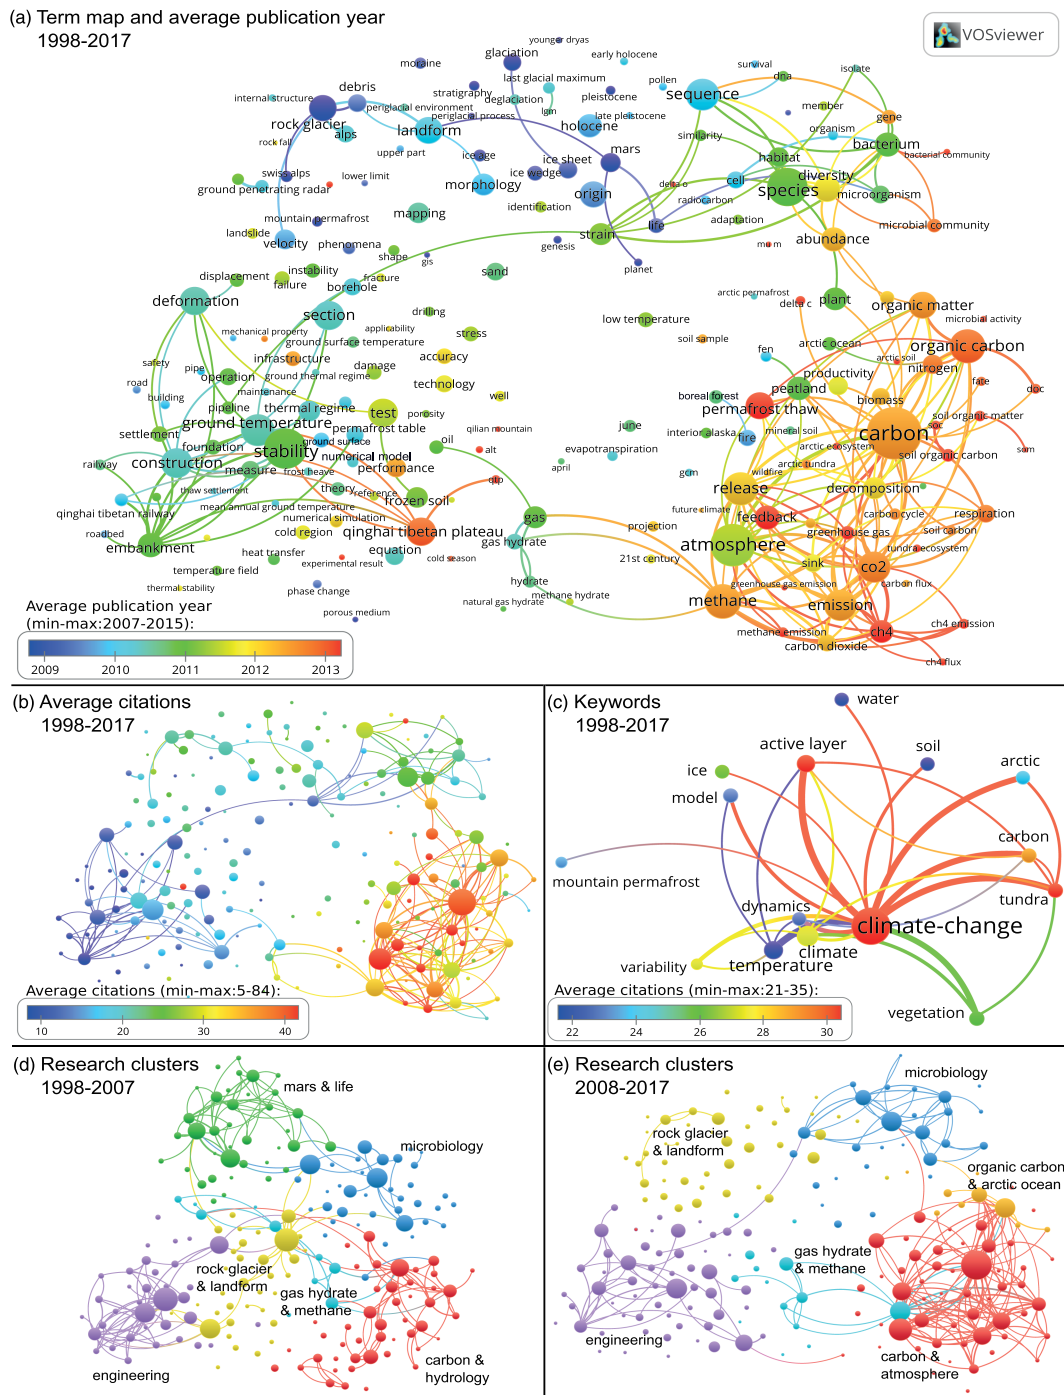 (a) Term map and average publication year
1998-2017
VOSviewer
younger dryas
glaciation
early holocene
moraine
survival
isolate
debris
last glacial maximum
pollen
dna
stratigraphy
internal structure
periglacial environment
deglaciation
pleistocene
sequence
member
rock glacier
periglacial process
lgm
late pleistocene
gene
alps
landform
holocene
organism
rock fall
similarity
bacterium
upper part
ice age
mars
habitat
bacterial community
swiss alps
lower limit
ice wedge
ice sheet
delta o
cell
diversity
ground penetrating radar
morphology
origin
species
microorganism
radiocarbon
mountain permafrost
mapping
identification
adaptation
microbial community
landslide
strain
life
velocity
phenomena
genesis
mu m
abundance
shape
gis
planet
displacement
instability
failure
fracture
sand
borehole
arctic permafrost
delta c
plant
organic matter
deformation
section
drilling
low temperature
microbial activity
mechanical property
applicability
ground surface temperature
stress
soil sample
fen
arctic ocean
organic carbon
safety
pipe
infrastructure
accuracy
arctic soil
nitrogen
damage
road
operation
ground thermal regime
productivity
fate
building
maintenance
technology
well
peatland
doc
boreal forest
biomass
pipeline
thermal regime
test
porosity
permafrost thaw
soil organic matter
ground temperature
permafrost table
june
mineral soil
soc
settlement
foundation
ground surface
oil
qilian mountain
interior alaska
fire
carbon
stability
numerical model
alt
evapotranspiration
arctic ecosystem
soil organic carbon
som
railway
construction
measure
frost heave
performance
april
gcm
wildfire
arctic tundra
thaw settlement
theory
reference
qtp
release
decomposition
qinghai tibetan railway
mean annual ground temperature
frozen soil
future climate
feedback
carbon cycle
respiration
roadbed
numerical simulation
gas
projection
greenhouse gas
soil carbon
embankment
cold region
qinghai tibetan plateau
gas hydrate
atmosphere
tundra ecosystem
heat transfer
equation
cold season
21st century
sink
co2
temperature field
experimental result
hydrate
greenhouse gas emission
carbon flux
thermal stability
phase change
methane hydrate
methane
emission
porous medium
natural gas hydrate
methane emission
ch4
ch4 emission
carbon dioxide
ch4 flux
Average publication year
(min-max:2007-2015):
2009 2010 2011 2012 2013
(b) Average citations
1998-2017
Average citations (min-max:5-84):
10 20 30 40
(c) Keywords
1998-2017
water
active layer
soil
ice
arctic
model
carbon
mountain permafrost
tundra
dynamics
climate-change
climate
variability
temperature
Average citations (min-max:21-35):
22 24 26 28 30
vegetation
(d) Research clusters
1998-2007
mars & life
microbiology
rock glacier
& landform
gas hydrate
& methane
engineering
carbon &
hydrology
(e) Research clusters
2008-2017
microbiology
rock glacier
& landform
organic carbon
& arctic ocean
gas hydrate
& methane
engineering
carbon &
atmosphere